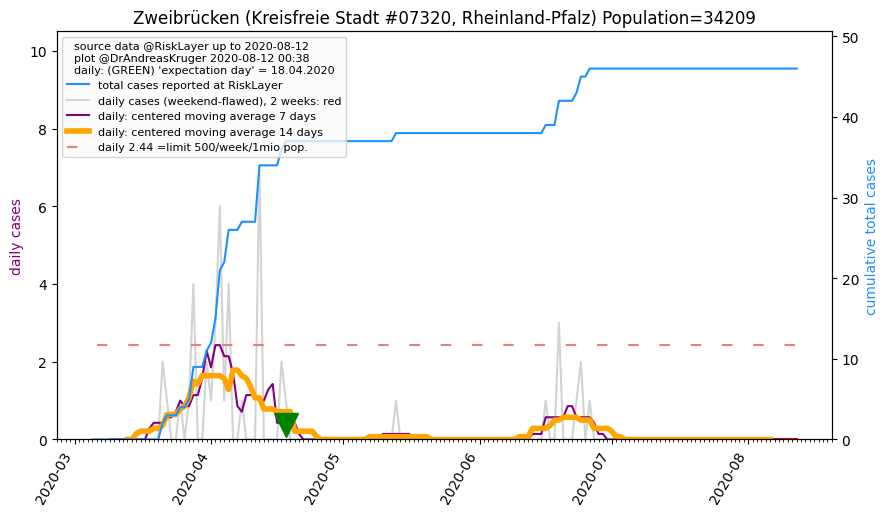 Zweibrücken (Kreisfreie Stadt #07320, Rheinland-Pfalz) Population=34209
source data @RiskLayer up to 2020-08-12
plot @DrAndreasKruger 2020-08-12 00:38
daily: (GREEN) 'expectation day' = 18.04.2020
total cases reported at RiskLayer
daily cases (weekend-flawed), 2 weeks: red
daily: centered moving average 7 days
daily: centered moving average 14 days
daily 2.44 =limit 500/week/1mio pop.
daily cases
10
8
6
4
2
0
cumulative total cases
50
40
30
20
10
0
2020-03
2020-04
2020-05
2020-06
2020-07
2020-08